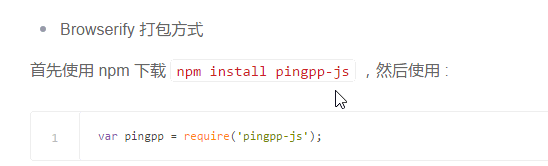 Browserify 打包方式
首先使用 npm 下载 npm install pingpp-js ，然后使用：
1 var pingpp = require('pingpp-js');